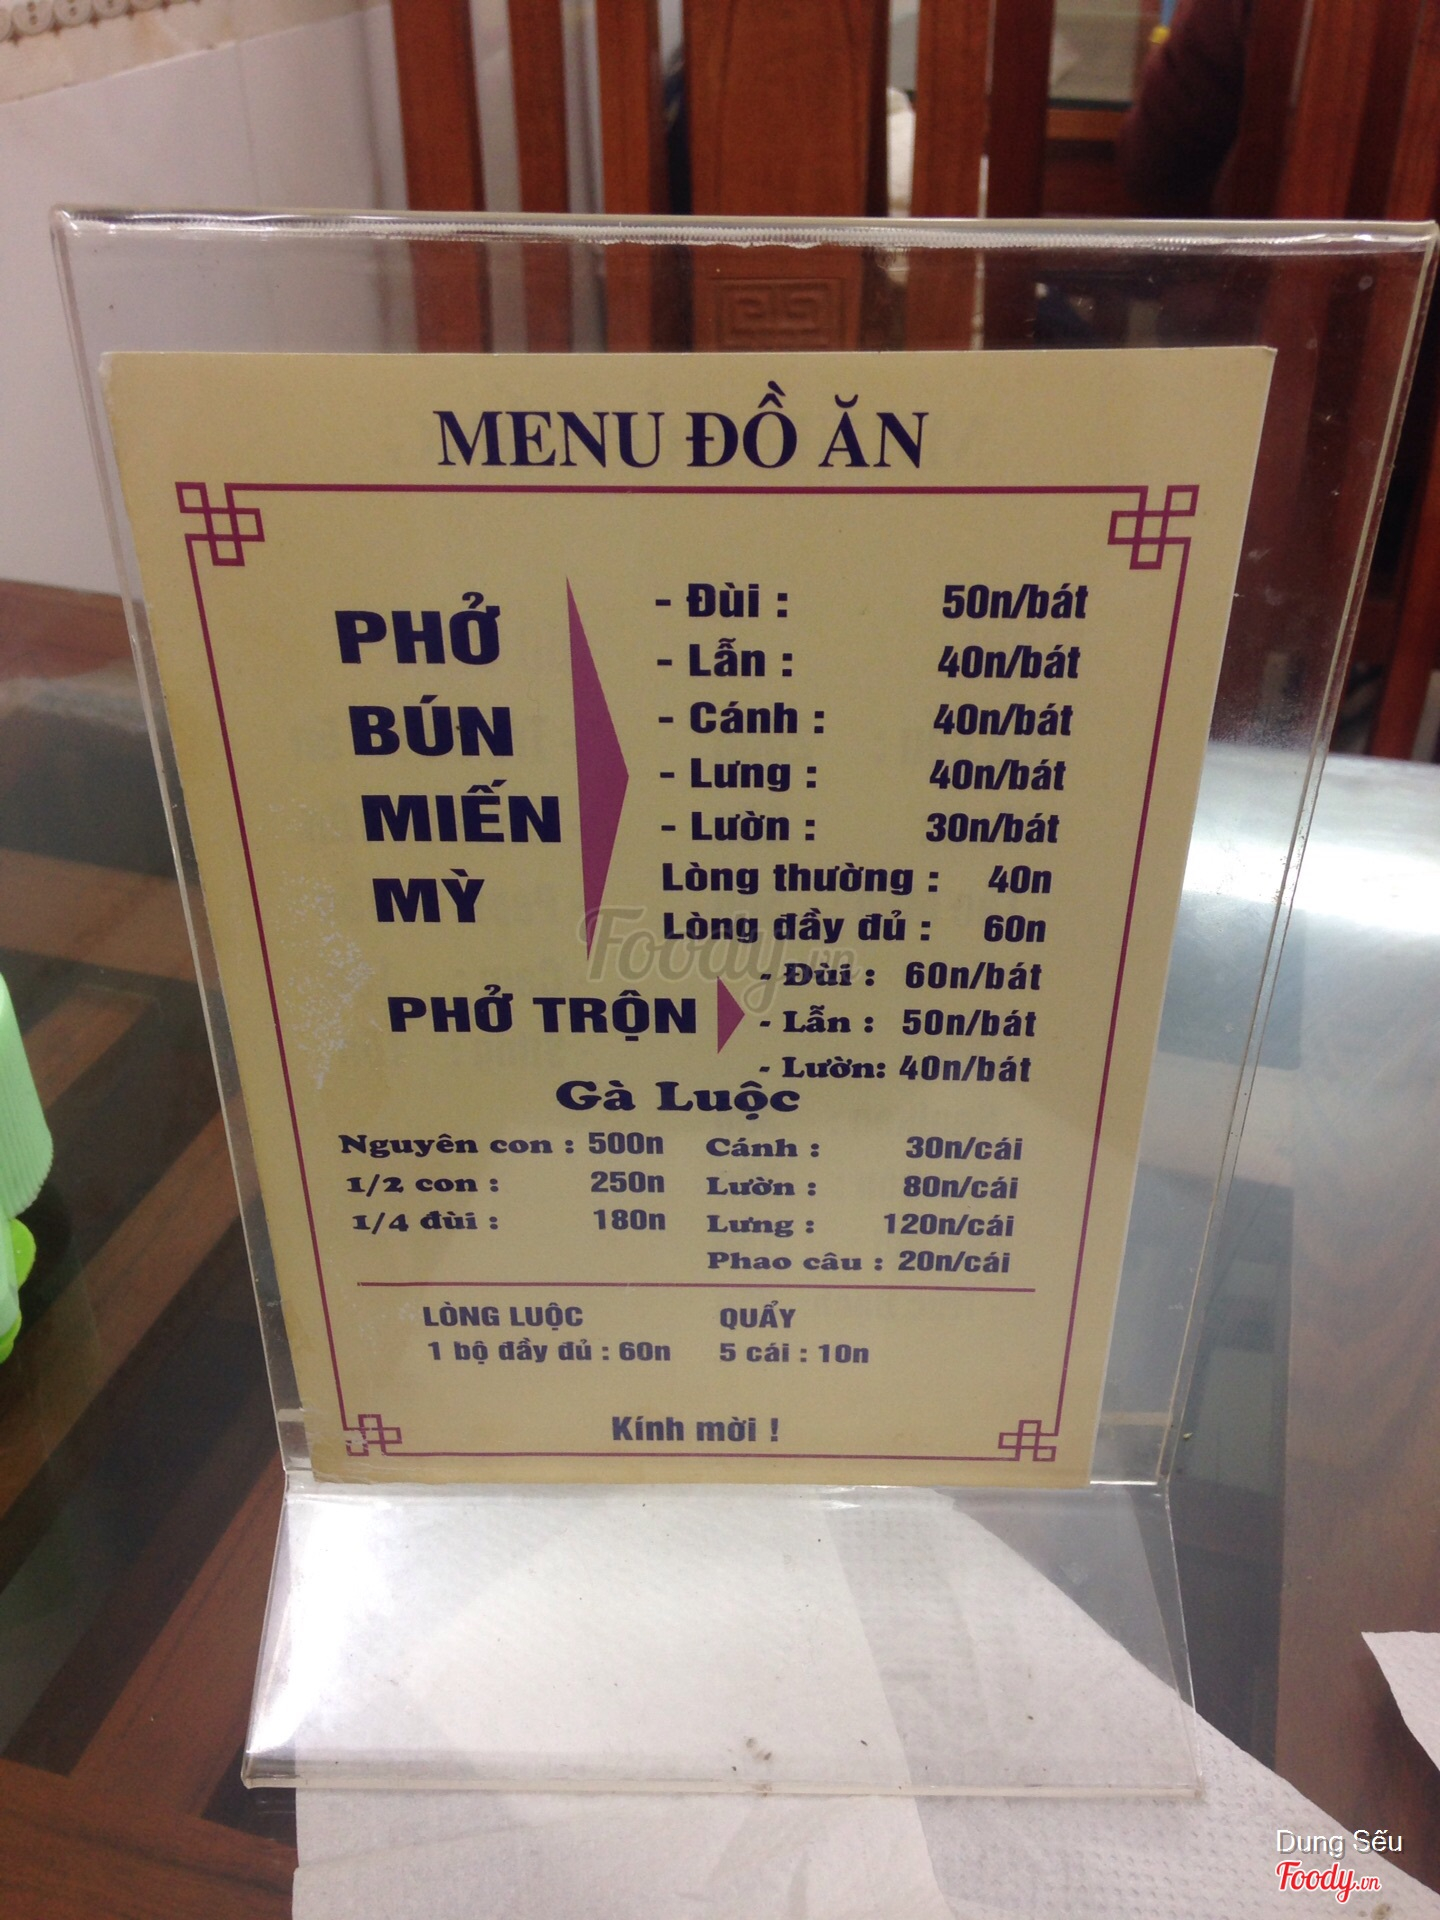 MENU ĐỒ ĂN
PHỞ
BÚN
MIẾN
MỲ
- Đùi : 50n/bát
- Lẫn : 40n/bát
- Cánh : 40n/bát
- Lưng : 40n/bát
- Lườn : 30n/bát
Lòng thường : 40n
Lòng đầy đủ : 60n
PHỞ TRỘN
- Đùi : 60n/bát
- Lẫn : 50n/bát
- Lườn: 40n/bát
Gà Luộc
Nguyên con : 500n
1/2 con : 250n
1/4 đùi : 180n
Cánh : 30n/cái
Lườn : 80n/cái
Lưng : 120n/cái
Phao câu : 20n/cái
LÒNG LUỘC
1 bộ đầy đủ : 60n
QUẨY
5 cái : 10n
Kính mời !
Foody.vn
Dung Sếu
Foody.vn